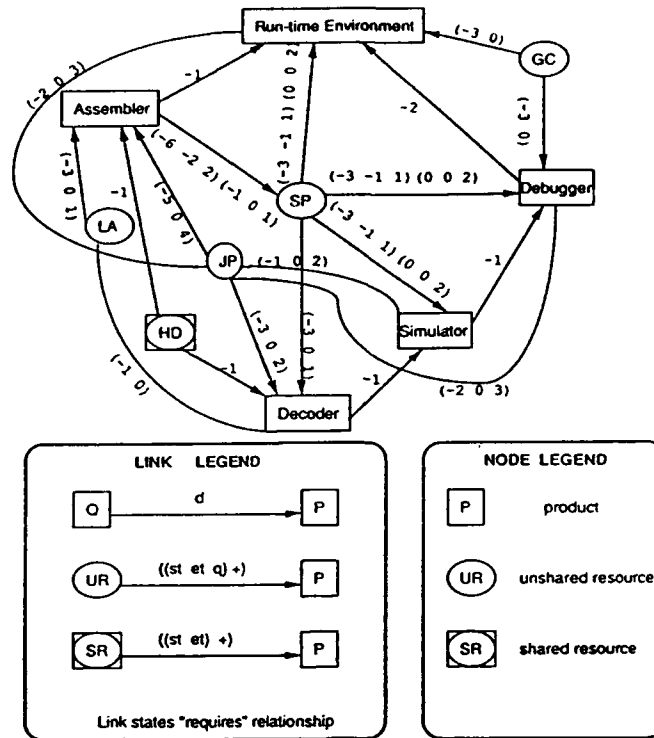 Run-time Environment
(-3 0)
GC
(-2 0 3)
-1
(-3 -1 1) (0 0 2)
-2
(-3 0)
Assembler
(-6 -2 2) (-1 0 1)
SP
(-3 -1 1) (0 0 2)
Debugger
(-3 0 1)
-1
(-5 0 4)
(-3 -1 1) (0 0 2)
LA
JP
(-1 0 2)
-1
HD
(-3 0 2)
(-3 0 1)
Simulator
(-1 0)
-1
-1
(-2 0 3)
Decoder
LINK LEGEND
Q
d
P
UR
((st et q) +)
P
SR
((st et) +)
P
Link states "requires" relationship
NODE LEGEND
P
product
UR
unshared resource
SR
shared resource